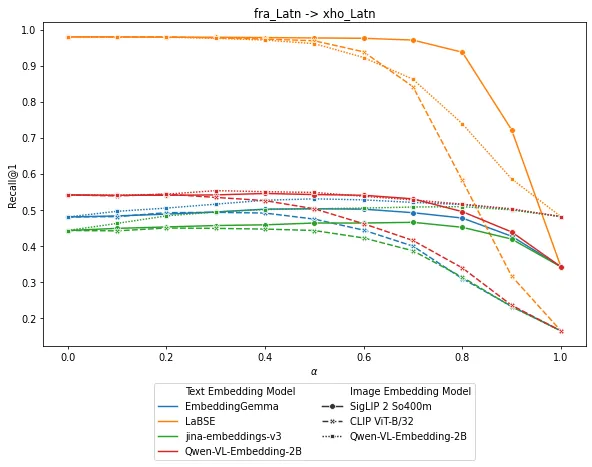 fra_Latn -> xho_Latn
1.0
0.9
0.8
0.7
0.6
0.5
0.4
0.3
0.2
Recall@1
0.0 0.2 0.4 0.6 0.8 1.0
α
Text Embedding Model Image Embedding Model
EmbeddingGemma SigLIP 2 So400m
LaBSE CLIP ViT-B/32
jina-embeddings-v3 Qwen-VL-Embedding-2B
Qwen-VL-Embedding-2B